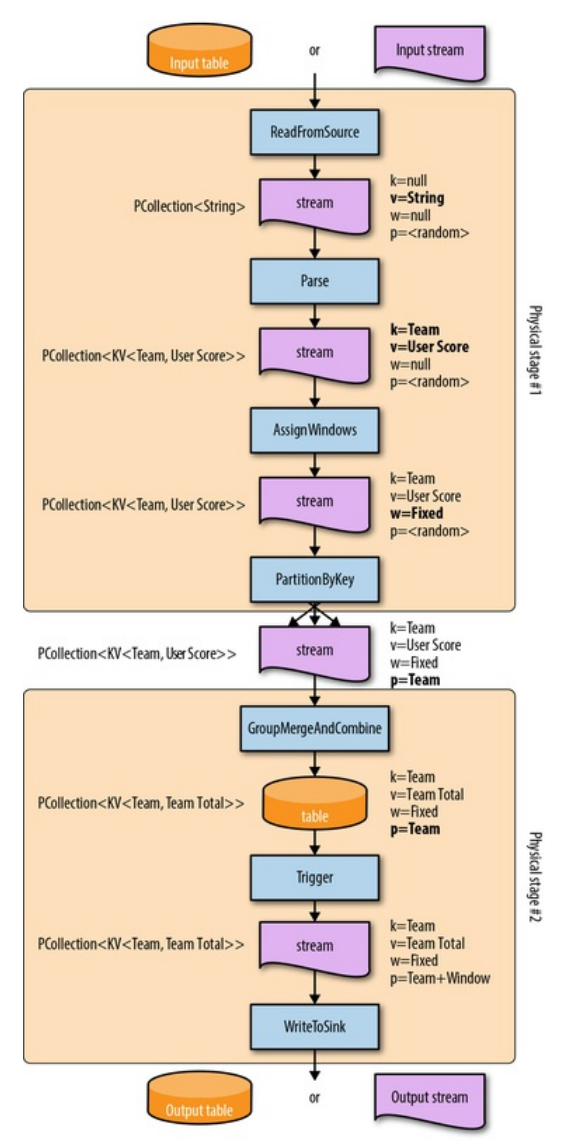 Input table
or
Input stream
ReadFromSource
PCollection<String>
stream
k=null
v=String
w=null
p=<random>
Parse
PCollection<KV<Team, User Score>>
stream
k=Team
v=User Score
w=null
p=<random>
Physical stage #1
AssignWindows
PCollection<KV<Team, User Score>>
stream
k=Team
v=User Score
w=Fixed
p=<random>
PartitionByKey
PCollection<KV<Team, User Score>>
stream
k=Team
v=User Score
w=Fixed
p=Team
GroupMergeAndCombine
PCollection<KV<Team, Team Total>>
table
k=Team
v=Team Total
w=Fixed
p=Team
Physical stage #2
Trigger
PCollection<KV<Team, Team Total>>
stream
k=Team
v=Team Total
w=Fixed
p=Team+Window
WriteToSink
Output table
or
Output stream